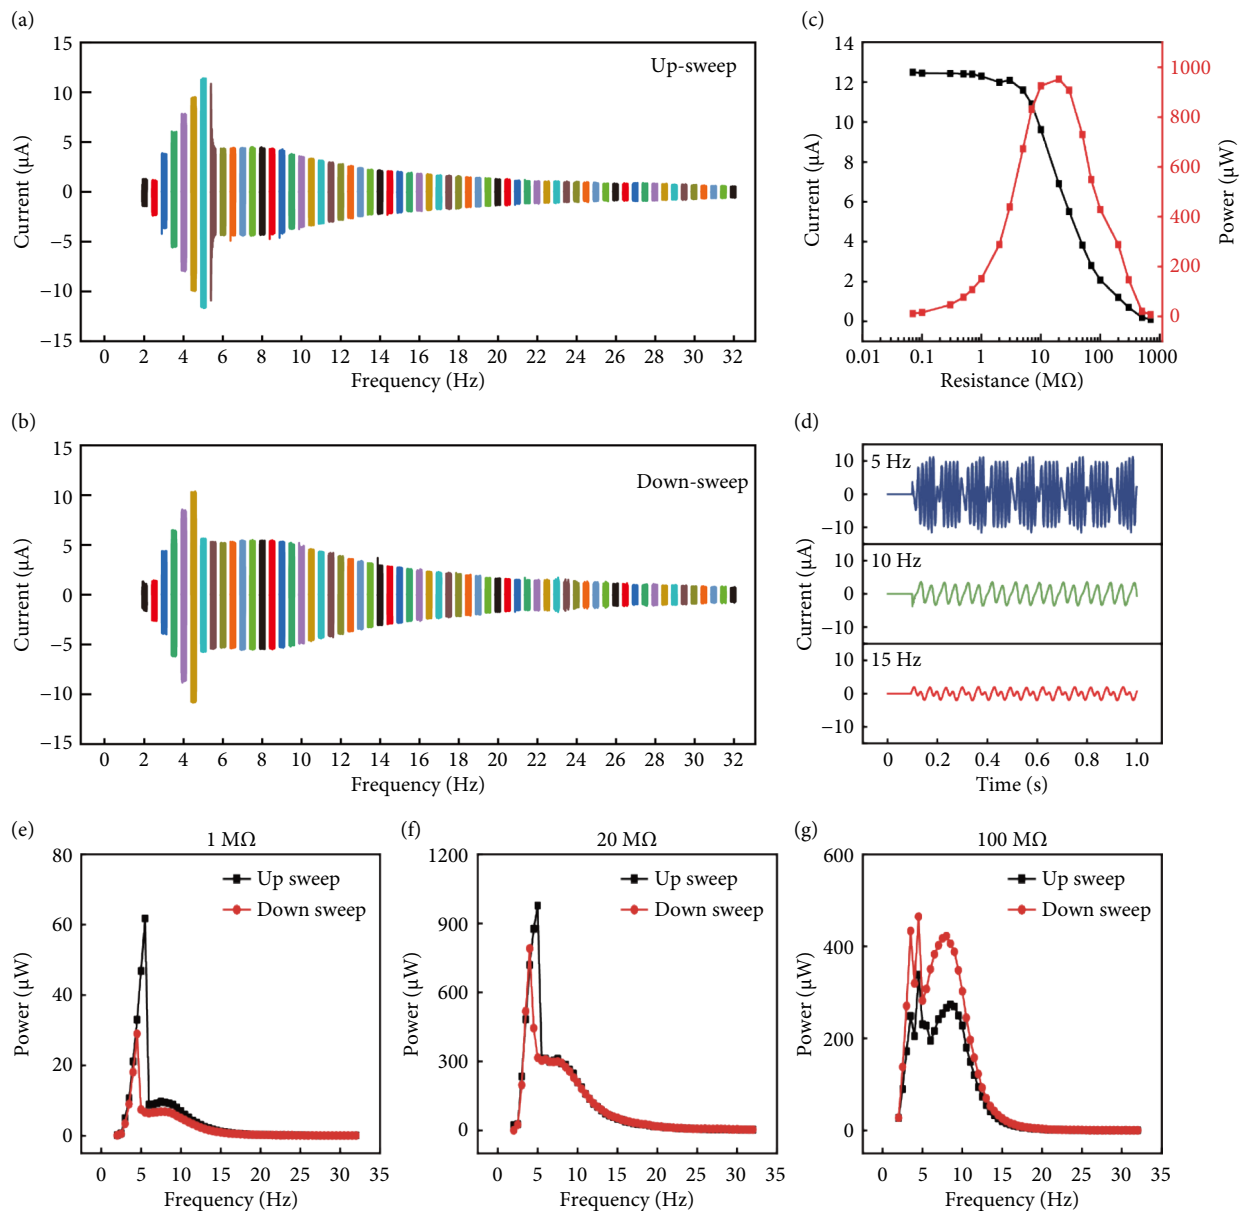 (a)
Up-sweep
Current (μA)
15
10
5
0
−5
−10
−15
0 2 4 6 8 10 12 14 16 18 20 22 24 26 28 30 32
Frequency (Hz)
(b)
Down-sweep
Current (μA)
15
10
5
0
−5
−10
−15
0 2 4 6 8 10 12 14 16 18 20 22 24 26 28 30 32
Frequency (Hz)
(c)
Current (μA)
14
12
10
8
6
4
2
0
Power (μW)
1000
800
600
400
200
0
0.01 0.1 1 10 100 1000
Resistance (MΩ)
(d)
Current (μA)
5 Hz
10
0
−10
10 Hz
10
0
−10
15 Hz
10
0
−10
0 0.2 0.4 0.6 0.8 1.0
Time (s)
(e)
1 MΩ
Up sweep
Down sweep
Power (μW)
80
60
40
20
0
0 5 10 15 20 25 30 35
Frequency (Hz)
(f)
20 MΩ
Up sweep
Down sweep
Power (μW)
1200
900
600
300
0
0 5 10 15 20 25 30 35
Frequency (Hz)
(g)
100 MΩ
Up sweep
Down sweep
Power (μW)
600
400
200
0
0 5 10 15 20 25 30 35
Frequency (Hz)